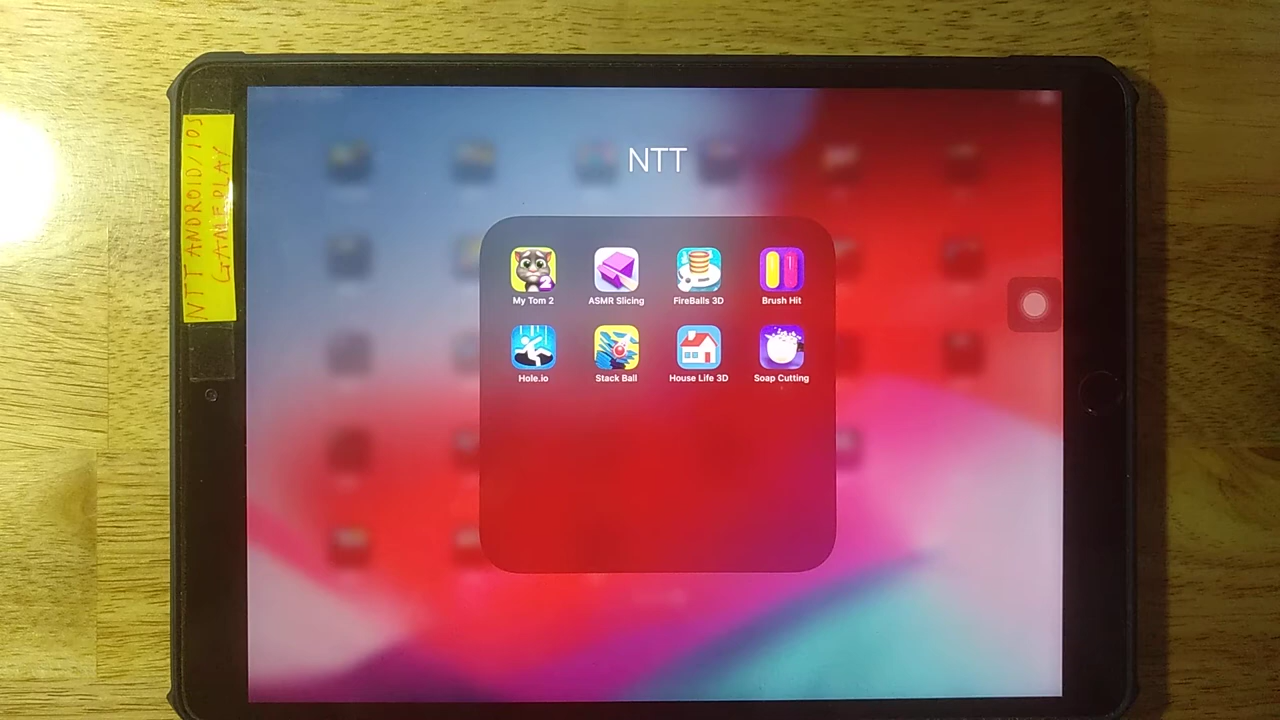 NTT ANDROID/IOS
GAMEPLAY
NTT
My Tom 2
ASMR Slicing
FireBalls 3D
Brush Hit
Hole.io
Stack Ball
House Life 3D
Soap Cutting